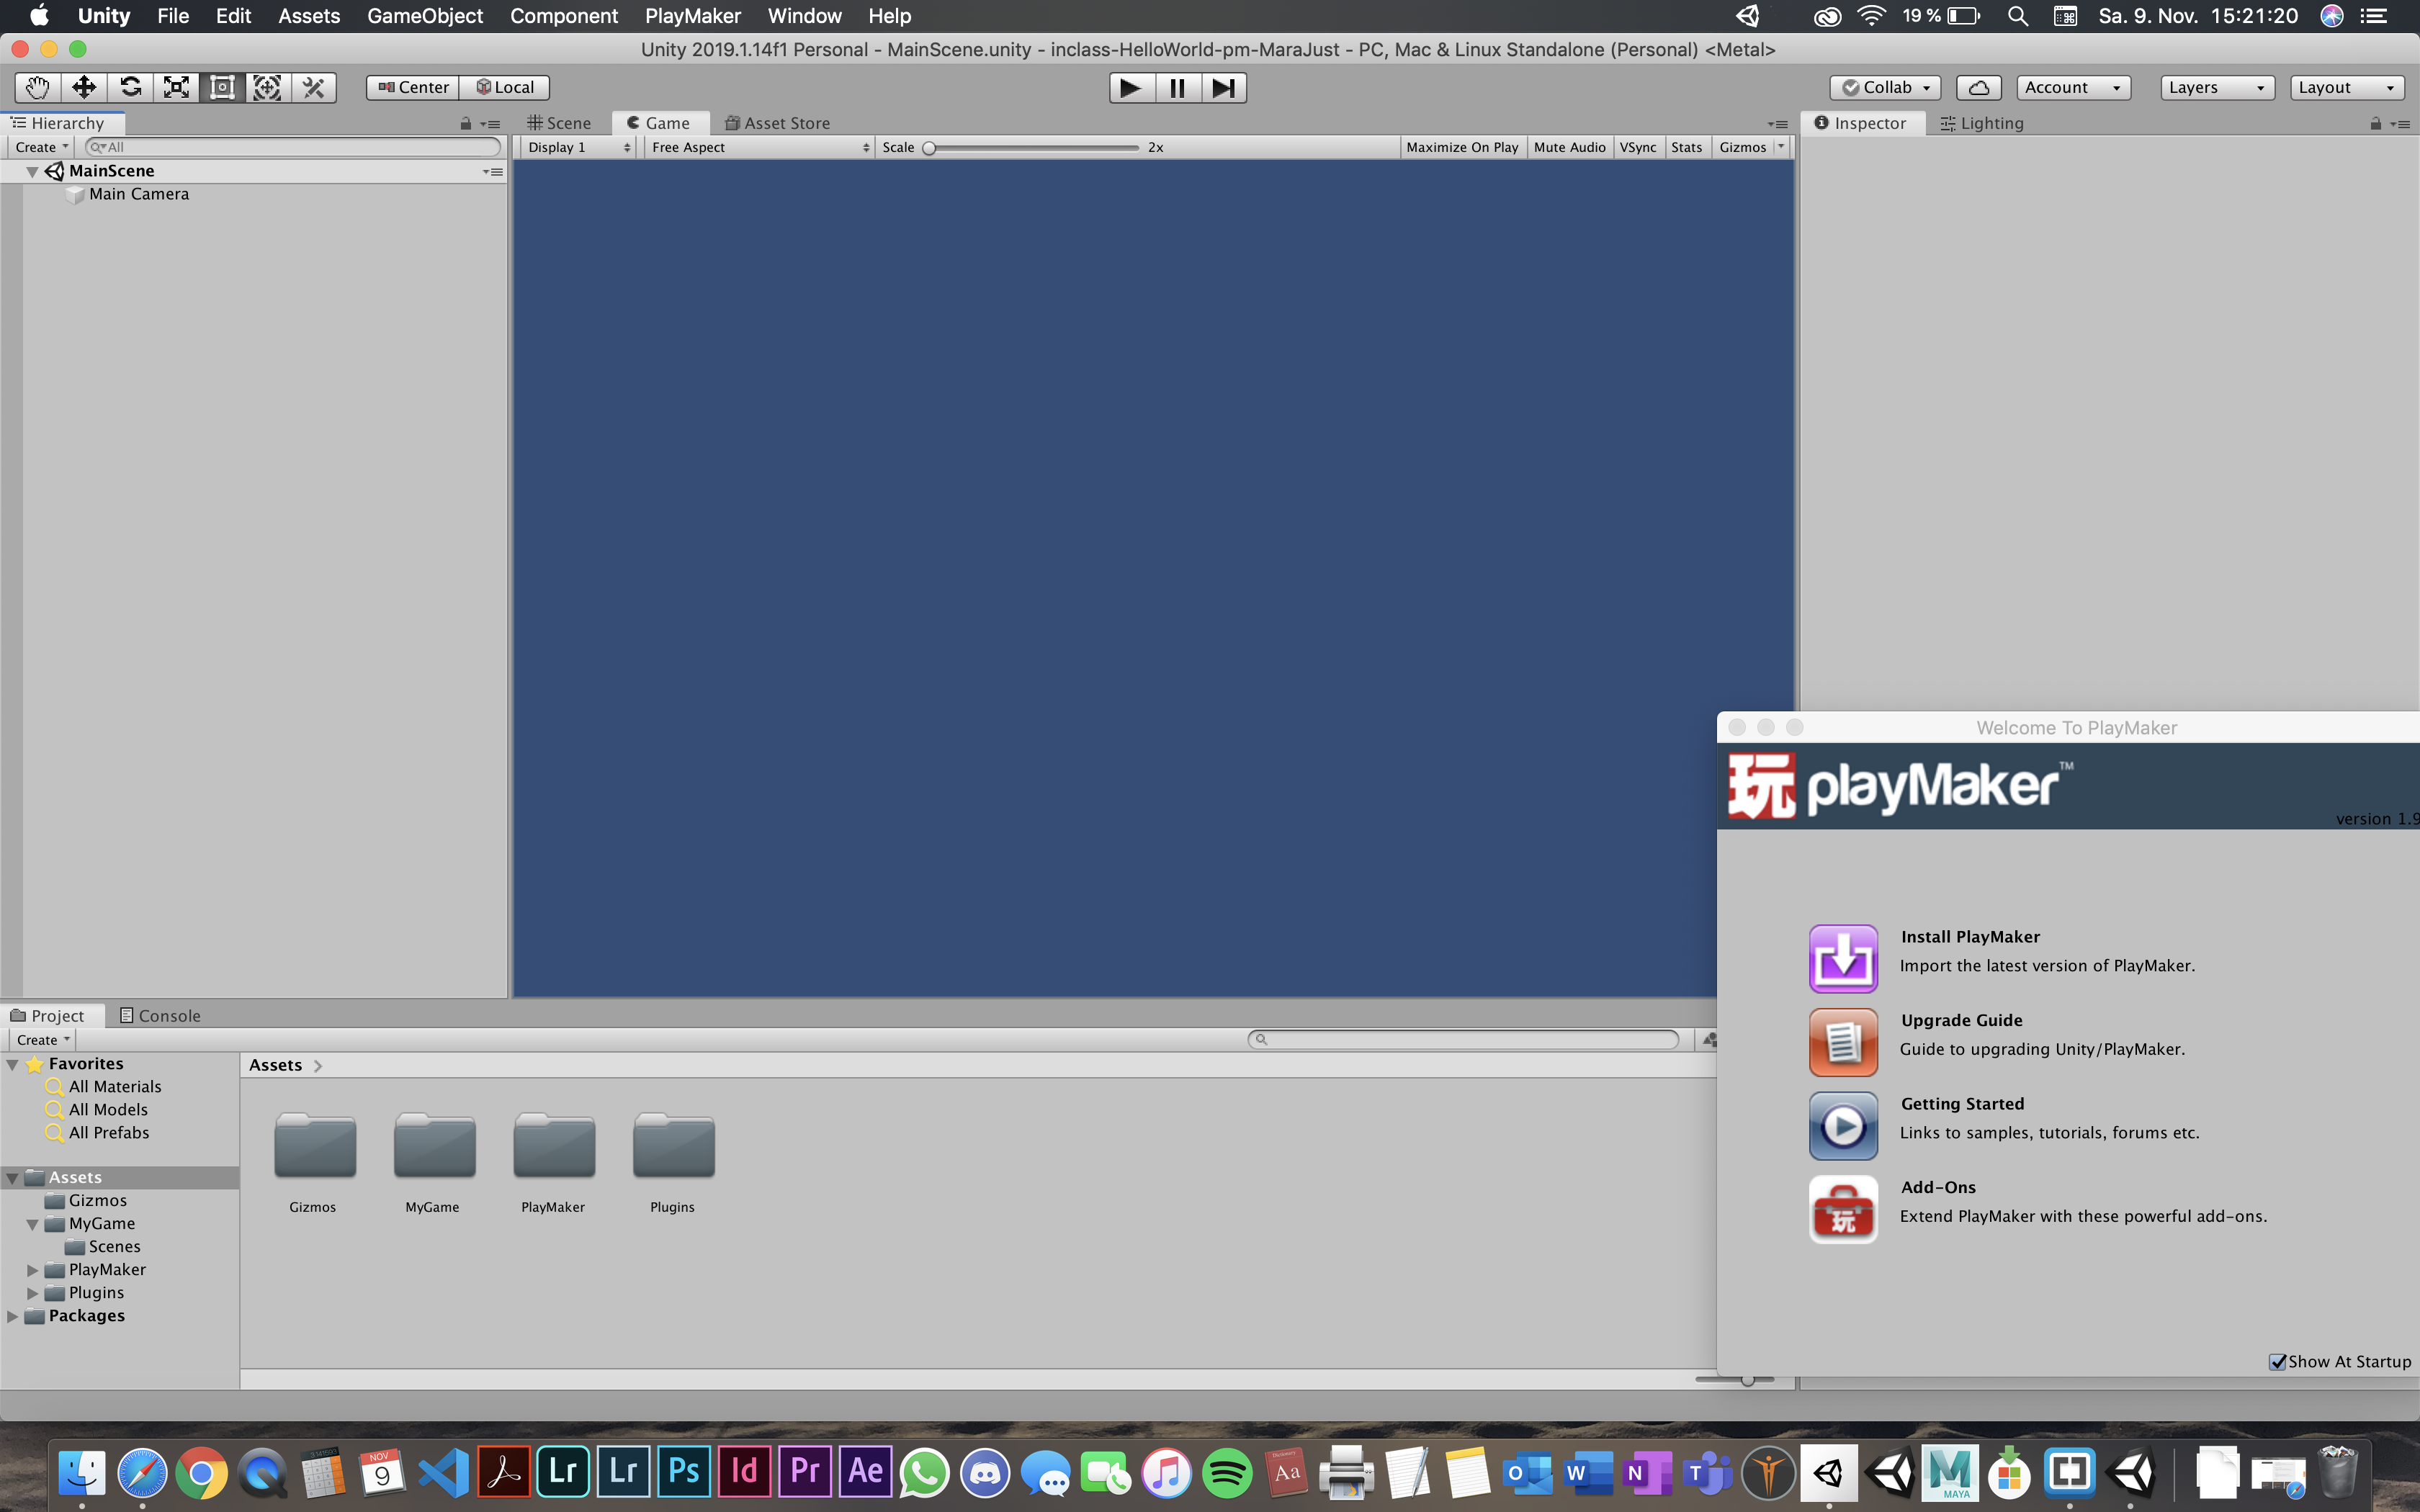 Unity File Edit Assets GameObject Component PlayMaker Window Help 19 % Sa. 9. Nov. 15:21:20
Unity 2019.1.14f1 Personal - MainScene.unity - inclass-HelloWorld-pm-MaraJust - PC, Mac & Linux Standalone (Personal) <Metal>
Center Local Collab Account Layers Layout
Hierarchy
Create All
MainScene
Main Camera
Scene Game Asset Store
Display 1 Free Aspect Scale 2x Maximize On Play Mute Audio VSync Stats Gizmos
Inspector Lighting
Welcome To PlayMaker
玩 playMaker™
version 1.9
Install PlayMaker
Import the latest version of PlayMaker.
Upgrade Guide
Guide to upgrading Unity/PlayMaker.
Getting Started
Links to samples, tutorials, forums etc.
玩
Add-Ons
Extend PlayMaker with these powerful add-ons.
Show At Startup
Project Console
Create
Favorites
All Materials
All Models
All Prefabs
Assets
Gizmos
MyGame
Scenes
PlayMaker
Plugins
Packages
Assets
Gizmos MyGame PlayMaker Plugins
NOV
9
Lr Lr Ps Id Pr Ae
Dictionary
Aa
O W N T
M
MAYA